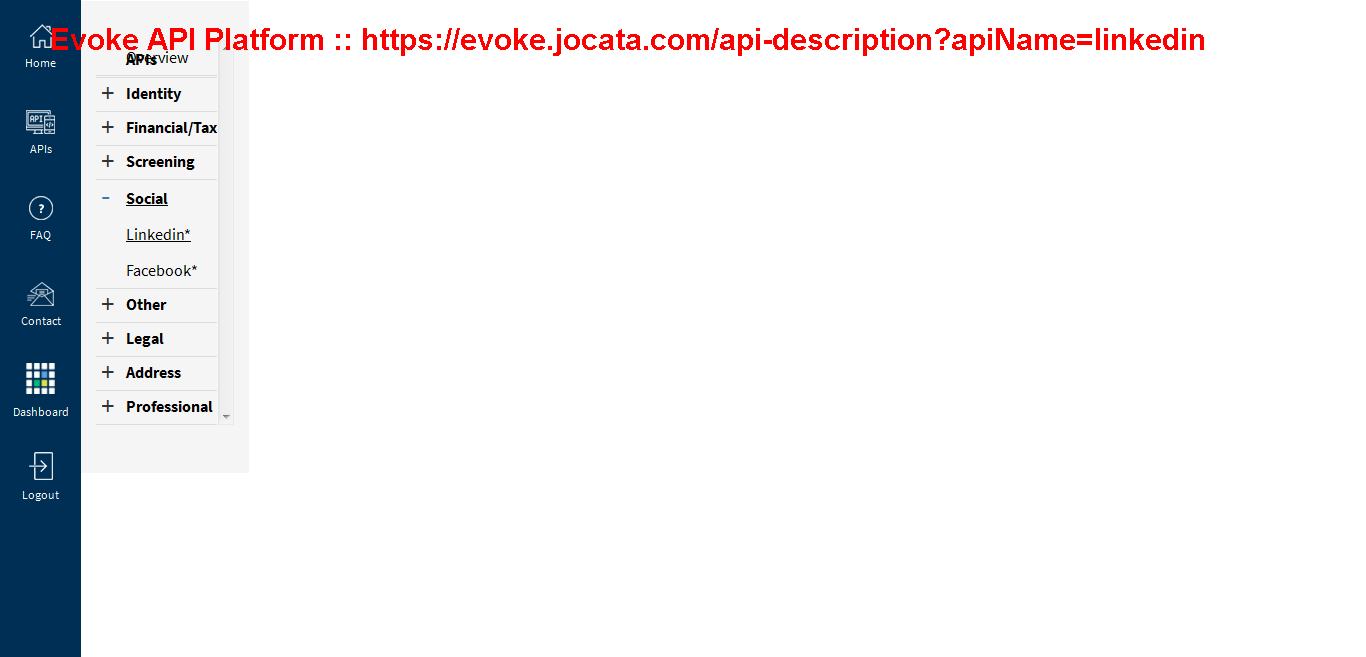 Evoke API Platform :: https://evoke.jocata.com/api-description?apiName=linkedin
Home
APIs
FAQ
Contact
Dashboard
Logout
APIs
Overview
Identity
Financial/Tax
Screening
Social
Linkedin*
Facebook*
Other
Legal
Address
Professional